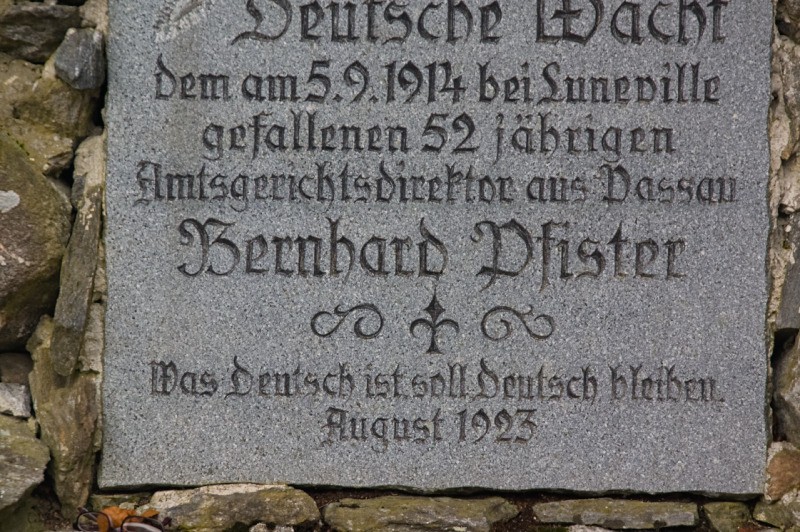 Deutsche Wacht
dem am 5.9.1914 bei Luneville
gefallenen 52 jährigen
Amtsgerichtsdirektor aus Passau
Bernhard Pfister
Was Deutsch ist soll Deutsch bleiben.
August 1923